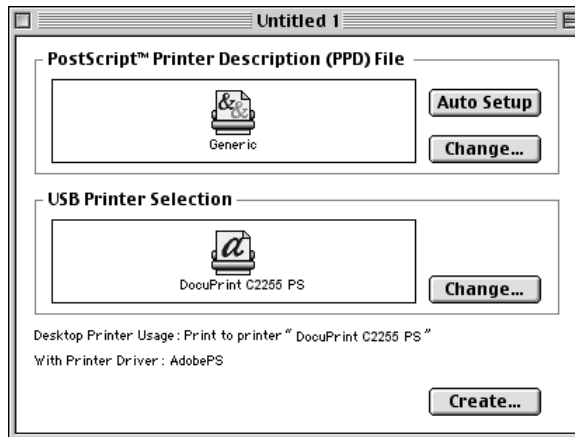 Untitled 1
PostScript™ Printer Description (PPD) File
Generic
Auto Setup
Change...
USB Printer Selection
DocuPrint C2255 PS
Change...
Desktop Printer Usage : Print to printer “ DocuPrint C2255 PS ”
With Printer Driver : AdobePS
Create...